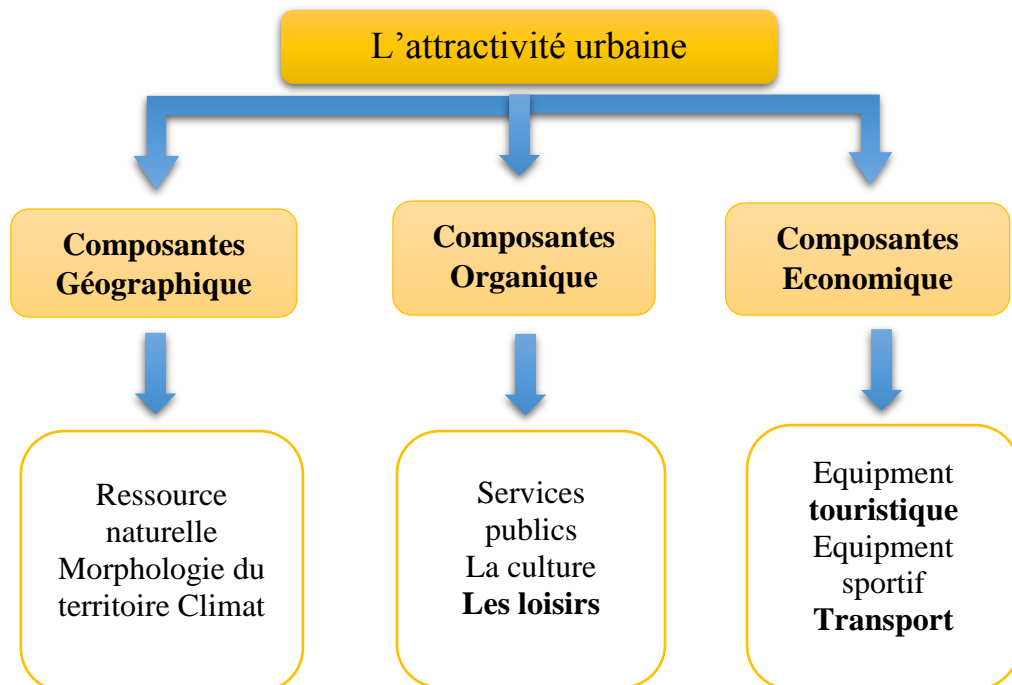 L’attractivité urbaine
Composantes
Géographique
Composantes
Organique
Composantes
Economique
Ressource
naturelle
Morphologie du
territoire Climat
Services
publics
La culture
Les loisirs
Equipment
touristique
Equipment
sportif
Transport